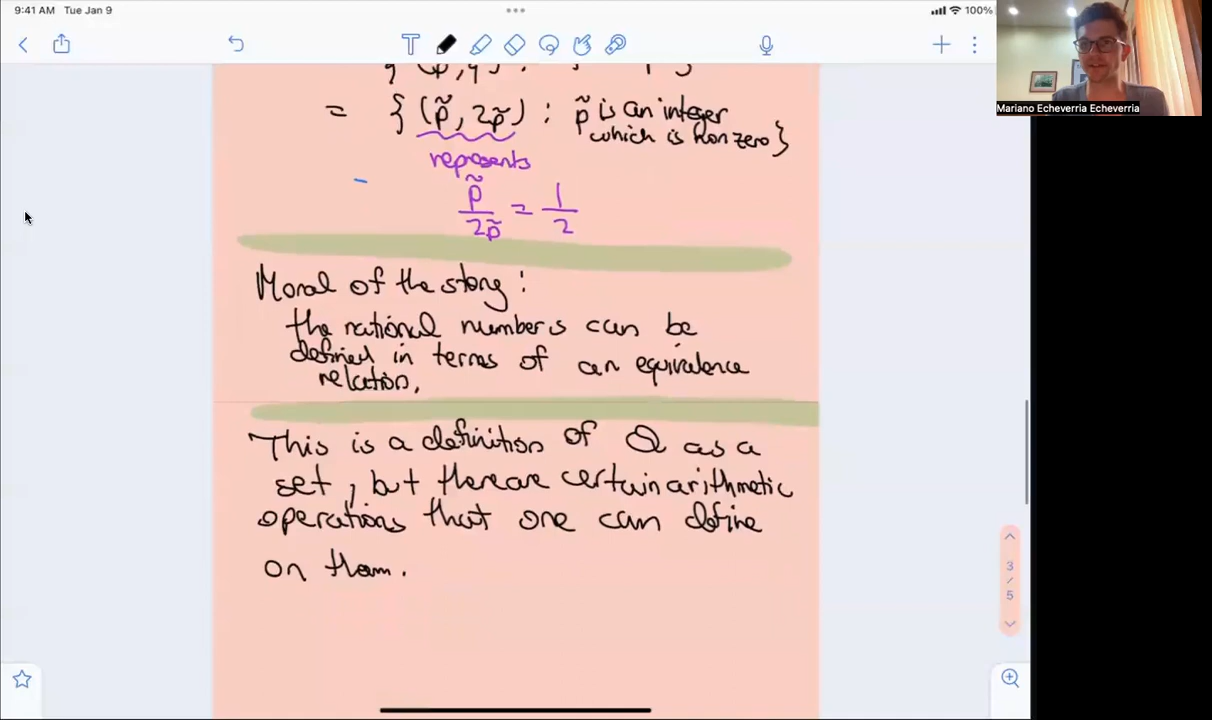 9:41 AM Tue Jan 9
100%
Mariano Echeverria Echeverria
= { (p̃, 2p̃) : p̃ is an integer
which is nonzero }
represents
p̃/2p̃ = 1/2
Moral of the story :
the rational numbers can be
defined in terms of an equivalence
relation.
This is a definition of Q as a
set, but there are certain arithmetic
operations that one can define
on them.
3
/
5